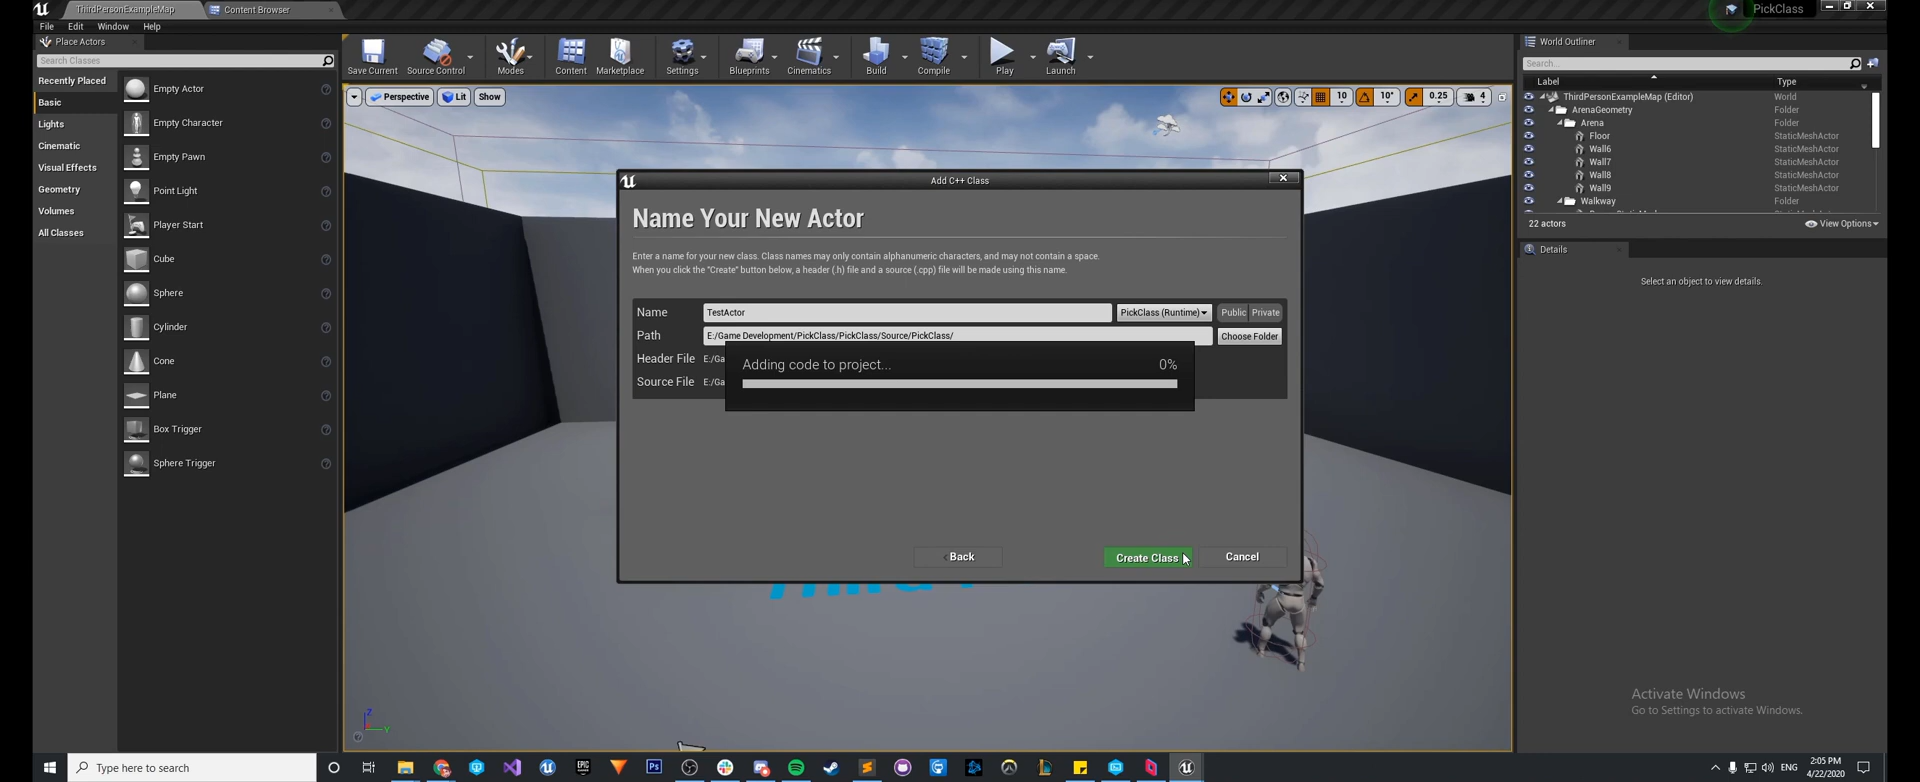 ThirdPersonExampleMap
Content Browser
PickClass
File Edit Window Help
Place Actors
Search Classes
Recently Placed
Basic
Lights
Cinematic
Visual Effects
Geometry
Volumes
All Classes
Empty Actor
Empty Character
Empty Pawn
Point Light
Player Start
Cube
Sphere
Cylinder
Cone
Plane
Box Trigger
Sphere Trigger
Save Current Source Control Modes Content Marketplace Settings Blueprints Cinematics Build Compile Play Launch
Perspective Lit Show
10 10° 0.25 4
Add C++ Class
Name Your New Actor
Enter a name for your new class. Class names may only contain alphanumeric characters, and may not contain a space.
When you click the "Create" button below, a header (.h) file and a source (.cpp) file will be made using this name.
Name TestActor PickClass (Runtime) Public Private
Path E:/Game Development/PickClass/PickClass/Source/PickClass/ Choose Folder
Header File E:/Ga
Source File E:/Ga
Adding code to project... 0%
Back Create Class Cancel
Z
Y
World Outliner
Search...
Label Type
ThirdPersonExampleMap (Editor) World
ArenaGeometry Folder
Arena Folder
Floor StaticMeshActor
Wall6 StaticMeshActor
Wall7 StaticMeshActor
Wall8 StaticMeshActor
Wall9 StaticMeshActor
Walkway Folder
22 actors View Options
Details
Select an object to view details.
Activate Windows
Go to Settings to activate Windows.
Type here to search
ENG
2:05 PM
4/22/2020